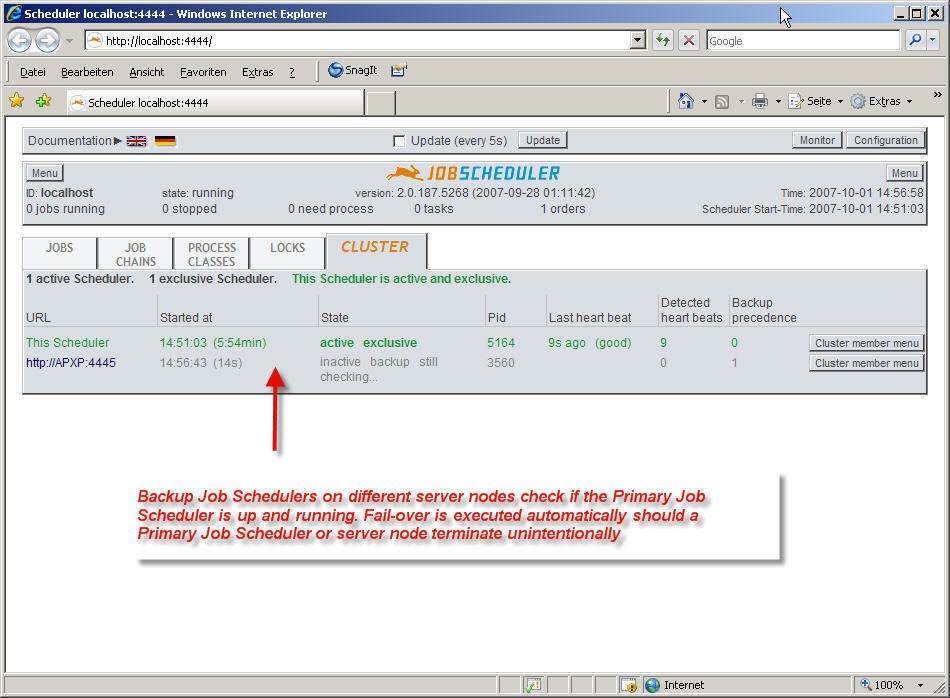 Scheduler localhost:4444 - Windows Internet Explorer
http://localhost:4444/
Google
Datei Bearbeiten Ansicht Favoriten Extras ? SnagIt
Scheduler localhost:4444
Seite Extras »
Documentation Update (every 5s) Update Monitor Configuration
Menu JOBSCHEDULER Menu
ID: localhost state: running version: 2.0.187.5268 (2007-09-28 01:11:42) Time: 2007-10-01 14:56:58
0 jobs running 0 stopped 0 need process 0 tasks 1 orders Scheduler Start-Time: 2007-10-01 14:51:03
JOBS JOB CHAINS PROCESS CLASSES LOCKS CLUSTER
1 active Scheduler. 1 exclusive Scheduler. This Scheduler is active and exclusive.
URL Started at State Pid Last heart beat Detected heart beats Backup precedence
This Scheduler 14:51:03 (5:54min) active exclusive 5164 9s ago (good) 9 0 Cluster member menu
http://APXP:4445 14:56:43 (14s) inactive backup still checking... 3560 0 1 Cluster member menu
Backup Job Schedulers on different server nodes check if the Primary Job
Scheduler is up and running. Fail-over is executed automatically should a
Primary Job Scheduler or server node terminate unintentionally
Internet 100%